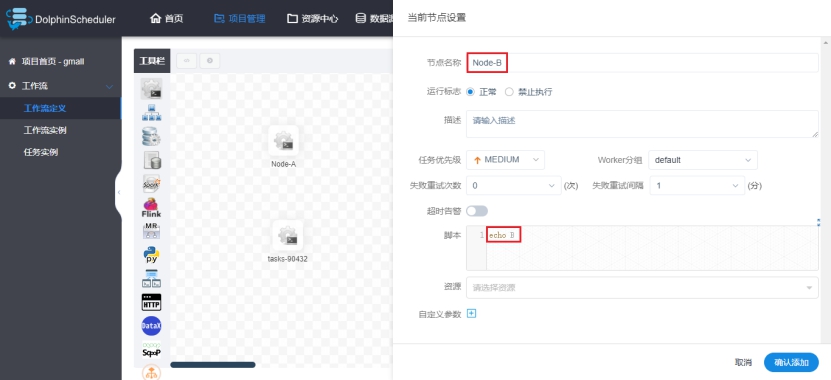 DolphinScheduler
首页
项目管理
资源中心
数据源
项目首页 - gmall
工作流
工作流定义
工作流实例
任务实例
工具栏
Node-A
tasks-90432
Spark
Flink
MR
py
HTTP
DataX
Sqoop
当前节点设置
节点名称 Node-B
运行标志 正常 禁止执行
描述 请输入描述
任务优先级 MEDIUM Worker分组 default
失败重试次数 0 (次) 失败重试间隔 1 (分)
超时告警
脚本 1 echo B
资源 请选择资源
自定义参数
取消 确认添加